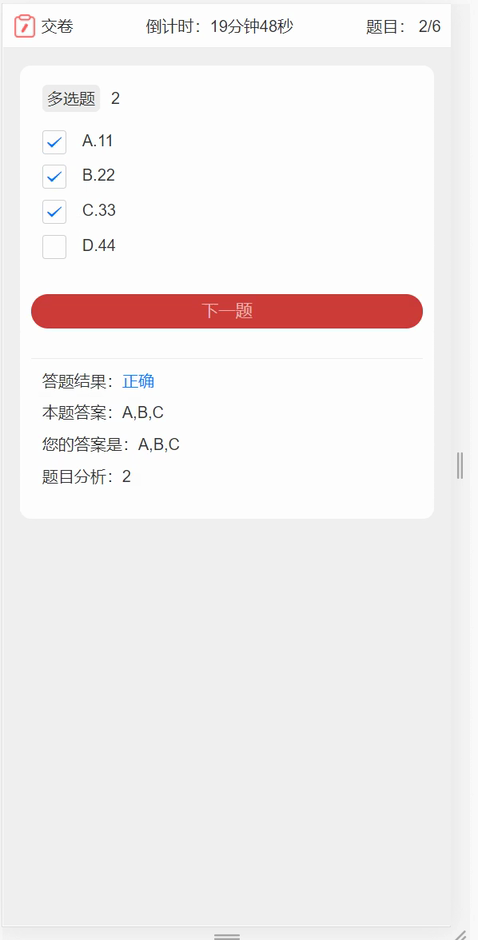 交卷 倒计时：19分钟48秒 题目： 2/6
多选题 2
A.11
B.22
C.33
D.44
下一题
答题结果：正确
本题答案：A,B,C
您的答案是：A,B,C
题目分析：2